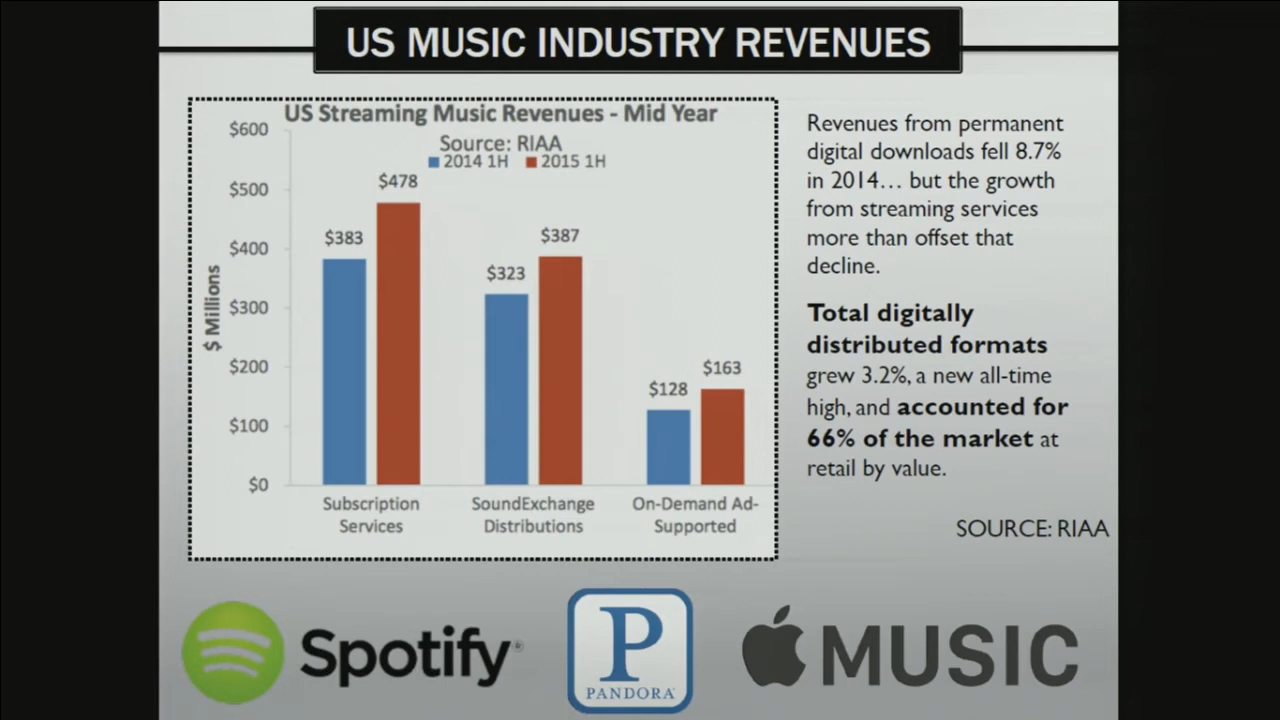 US MUSIC INDUSTRY REVENUES
US Streaming Music Revenues - Mid Year
Source: RIAA
2014 1H 2015 1H
$ Millions
$600
$500
$400
$300
$200
$100
$0
$383
$478
$323
$387
$128
$163
Subscription
Services
SoundExchange
Distributions
On-Demand Ad-
Supported
Revenues from permanent
digital downloads fell 8.7%
in 2014... but the growth
from streaming services
more than offset that
decline.
Total digitally
distributed formats
grew 3.2%, a new all-time
high, and accounted for
66% of the market at
retail by value.
SOURCE: RIAA
Spotify
P
PANDORA
MUSIC